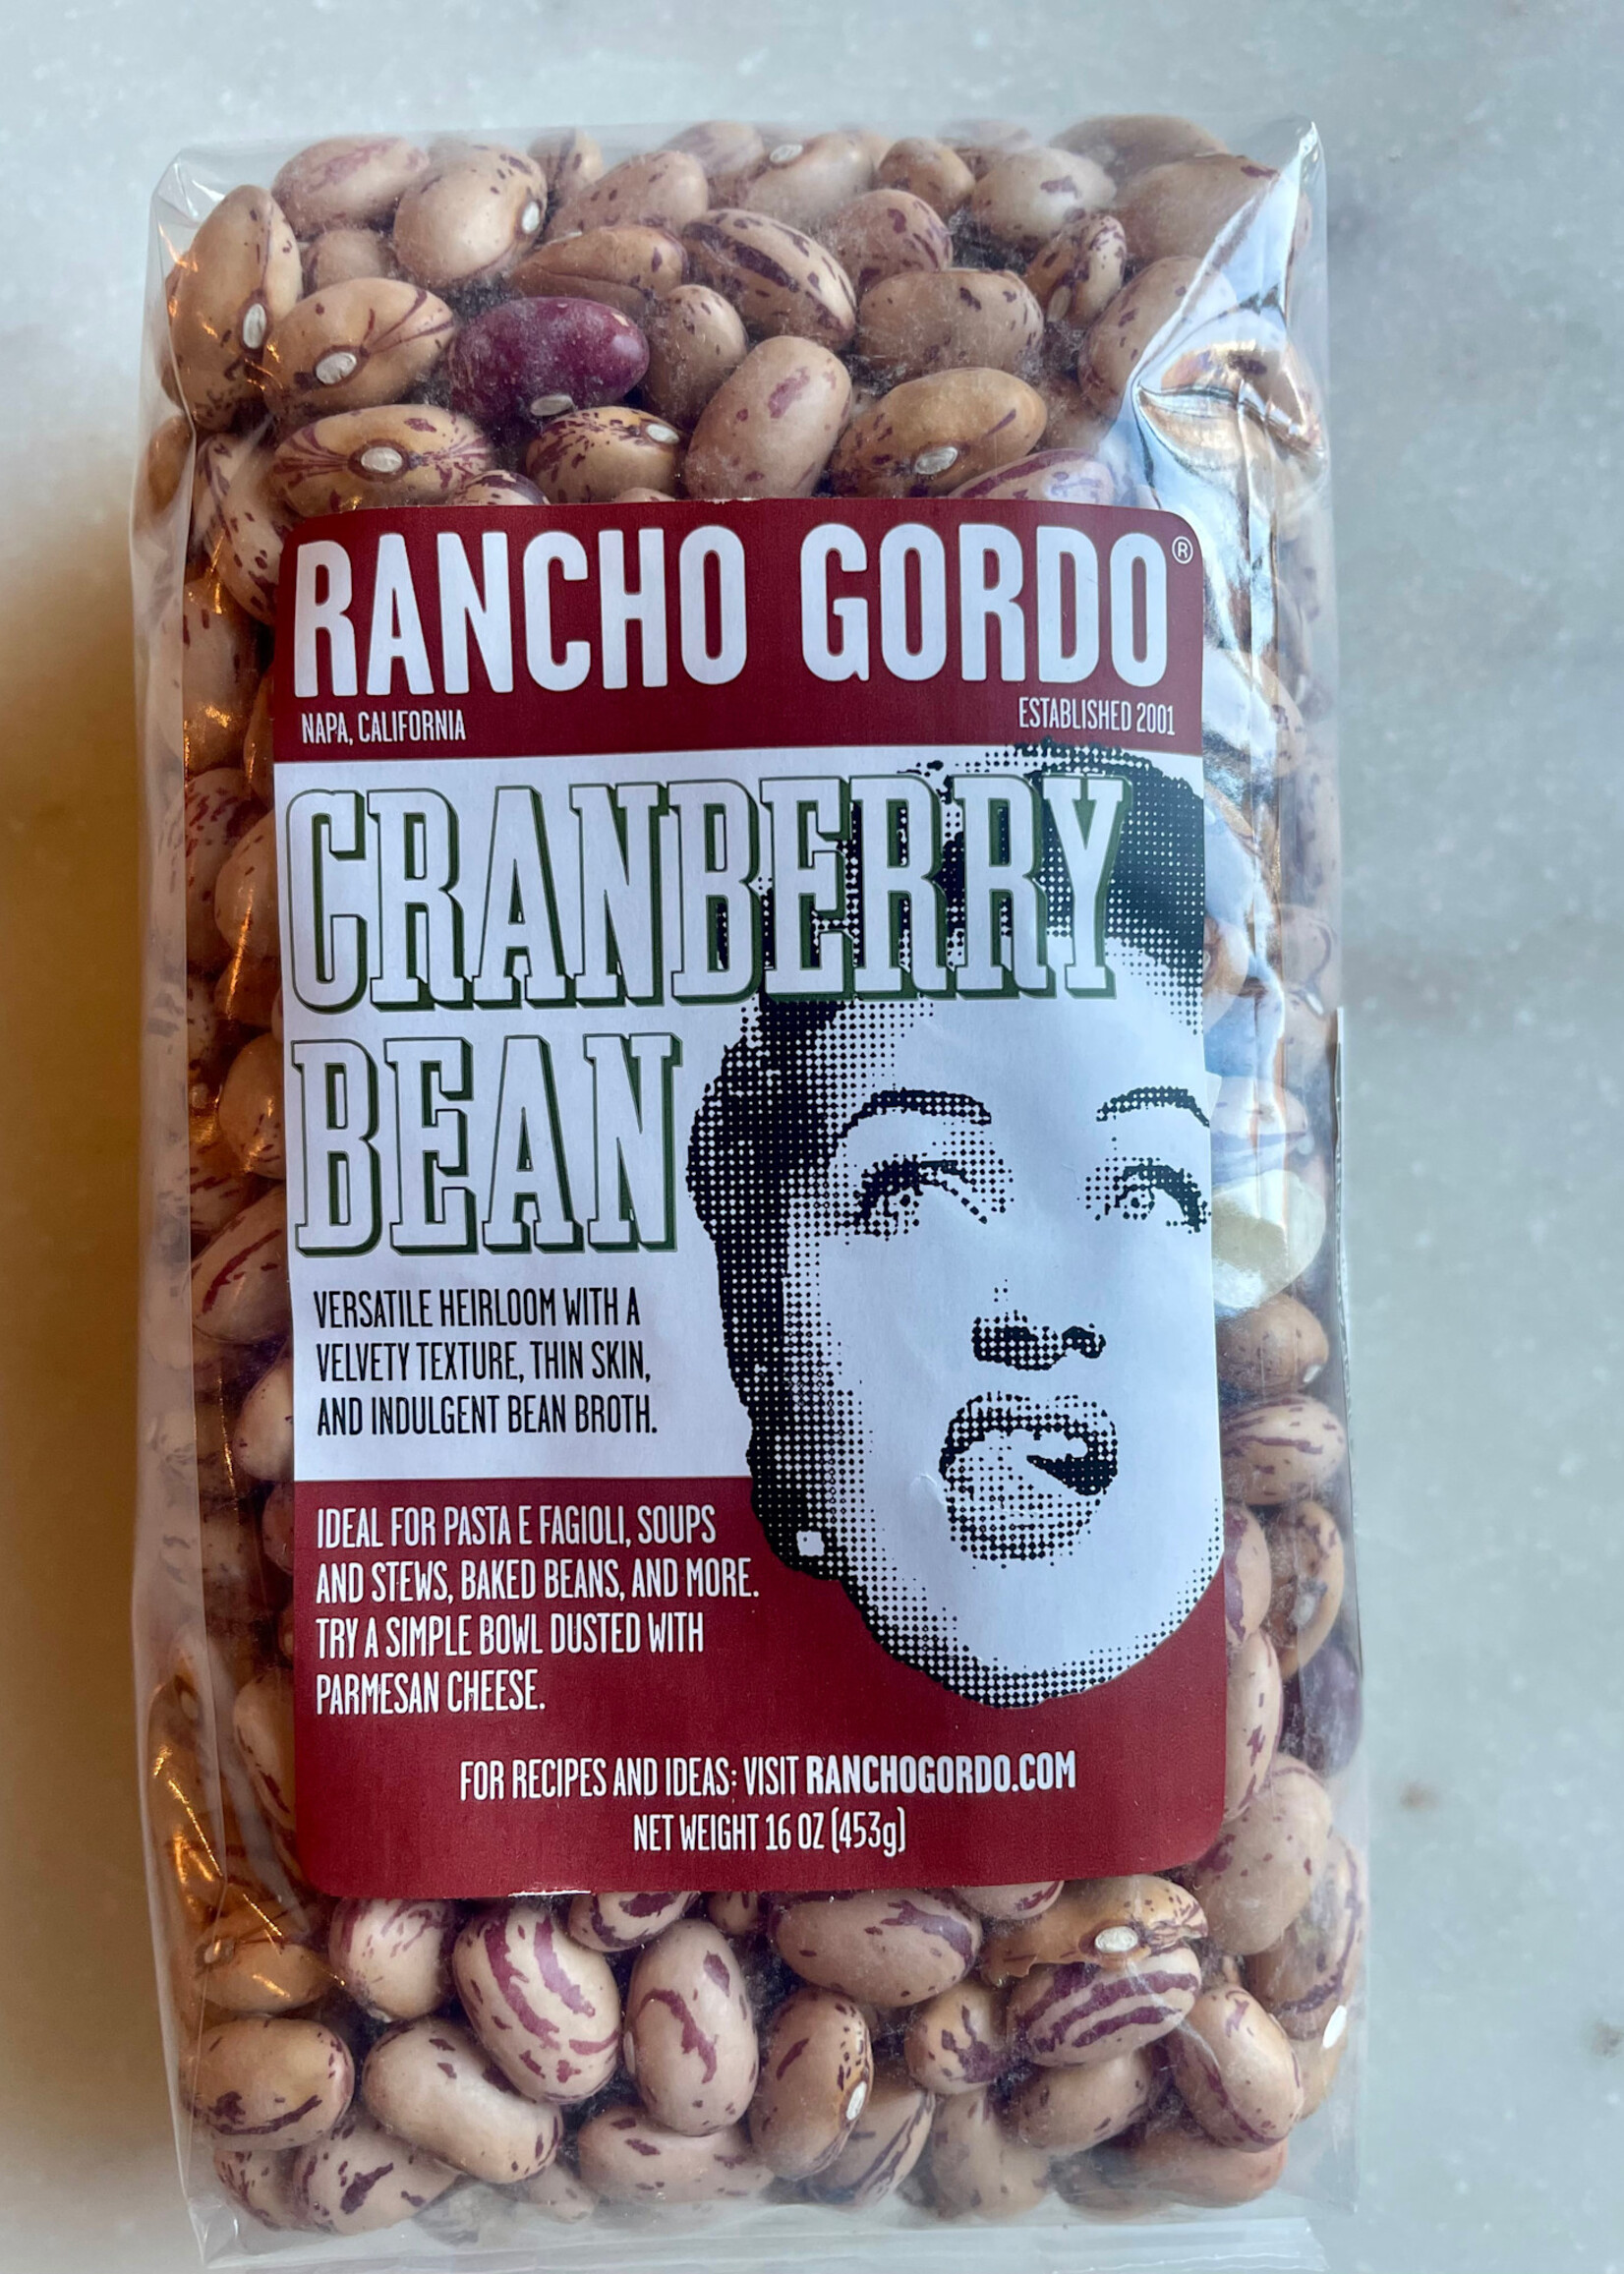 RANCHO GORDO®
NAPA, CALIFORNIA
ESTABLISHED 2001
CRANBERRY
BEAN
VERSATILE HEIRLOOM WITH A
VELVETY TEXTURE, THIN SKIN,
AND INDULGENT BEAN BROTH.
IDEAL FOR PASTA E FAGIOLI, SOUPS
AND STEWS, BAKED BEANS, AND MORE.
TRY A SIMPLE BOWL DUSTED WITH
PARMESAN CHEESE.
FOR RECIPES AND IDEAS: VISIT RANCHOGORDO.COM
NET WEIGHT 16 OZ (453g)